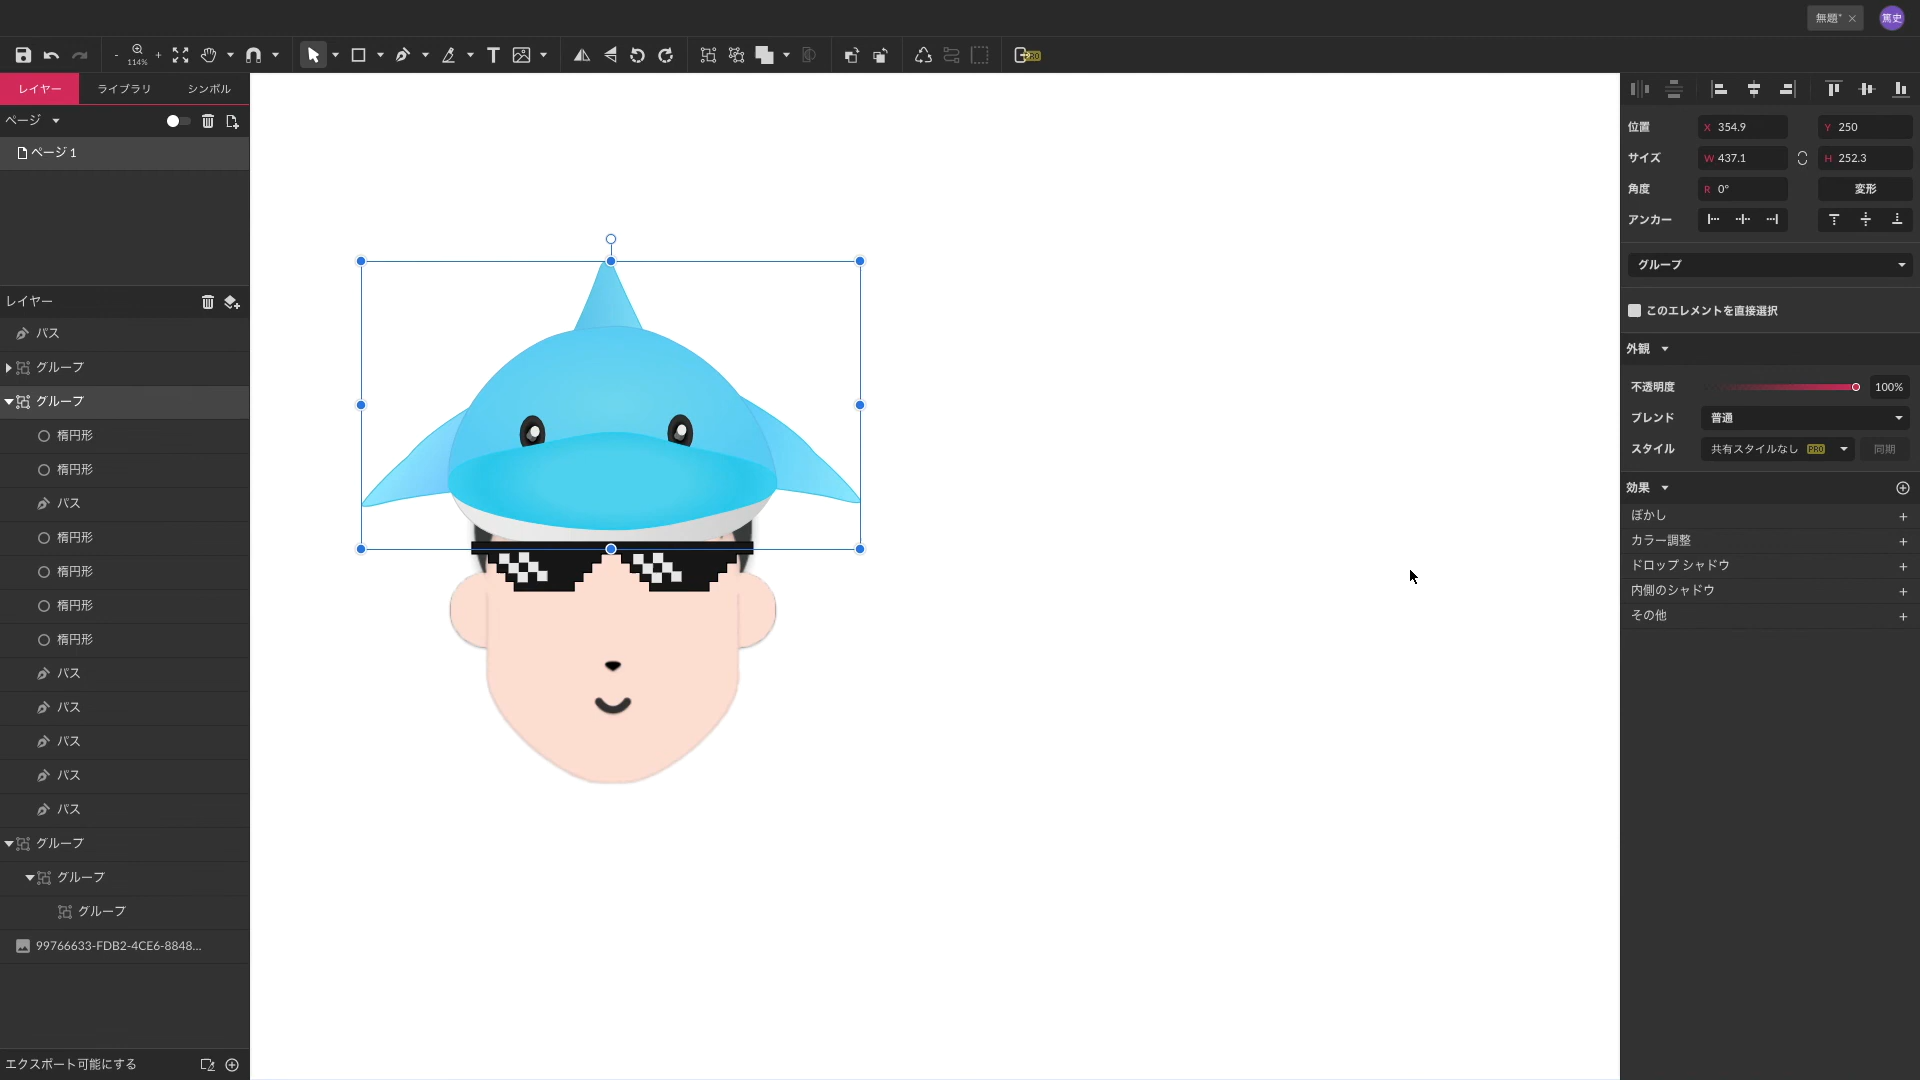 無題*
篤史
114%
PRO
レイヤー
ライブラリ
シンボル
ページ
ページ 1
レイヤー
パス
グループ
グループ
楕円形
楕円形
パス
楕円形
楕円形
楕円形
楕円形
パス
パス
パス
パス
パス
グループ
グループ
グループ
99766633-FDB2-4CE6-8848...
エクスポート可能にする
位置 X 354.9 Y 250
サイズ W 437.1 H 252.3
角度 R 0° 変形
アンカー
グループ
このエレメントを直接選択
外観
不透明度 100%
ブレンド 普通
スタイル 共有スタイルなし PRO 同期
効果
ぼかし
カラー調整
ドロップ シャドウ
内側のシャドウ
その他